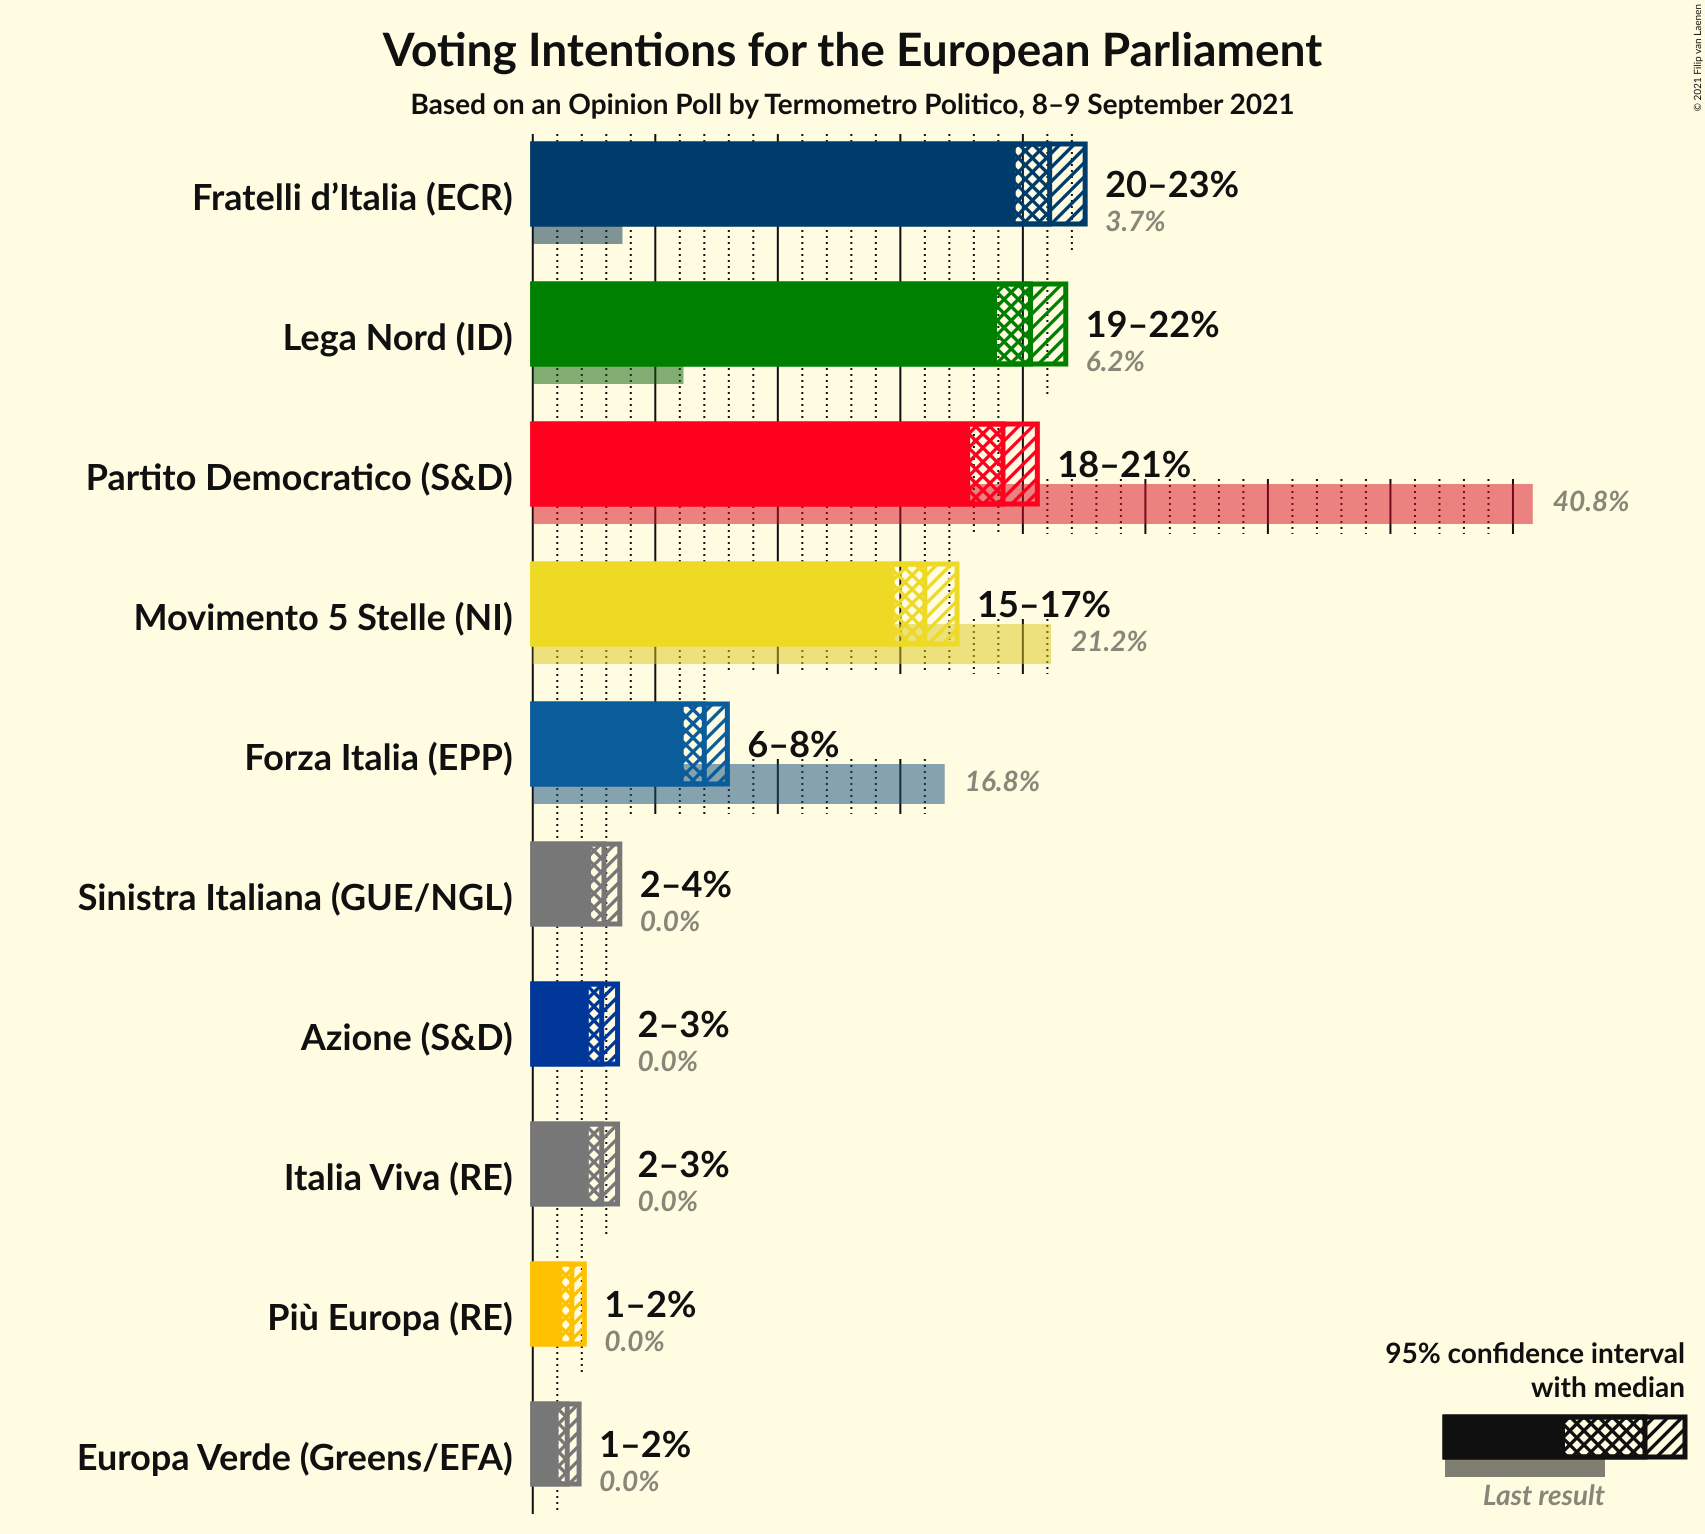 Voting Intentions for the European Parliament
Based on an Opinion Poll by Termometro Politico, 8–9 September 2021
© 2021 Filip van Laenen
Fratelli d’Italia (ECR)
20–23%
3.7%
Lega Nord (ID)
19–22%
6.2%
Partito Democratico (S&D)
18–21%
40.8%
Movimento 5 Stelle (NI)
15–17%
21.2%
Forza Italia (EPP)
6–8%
16.8%
Sinistra Italiana (GUE/NGL)
2–4%
0.0%
Azione (S&D)
2–3%
0.0%
Italia Viva (RE)
2–3%
0.0%
Più Europa (RE)
1–2%
0.0%
Europa Verde (Greens/EFA)
1–2%
0.0%
95% confidence interval
with median
Last result